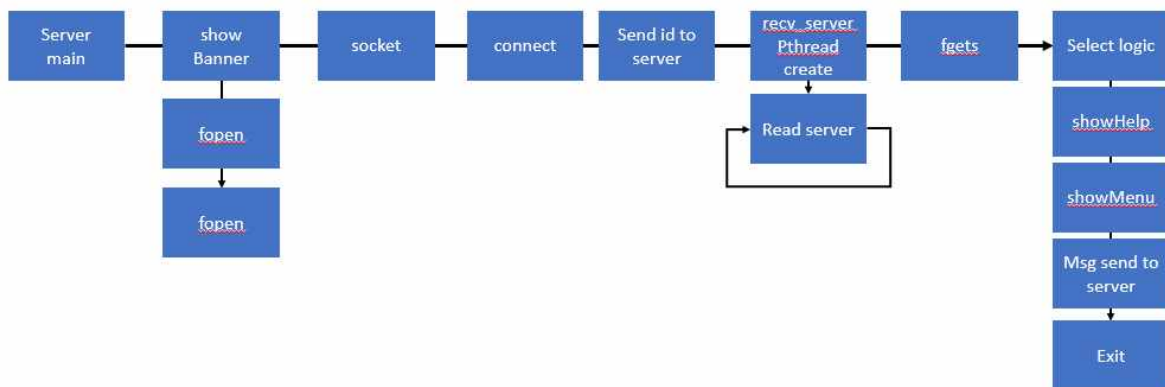 Server
main
show
Banner
socket
connect
Send id to
server
recv_server
Pthread
create
fgets
Select logic
fopen
Read server
showHelp
fopen
showMenu
Msg send to
server
Exit